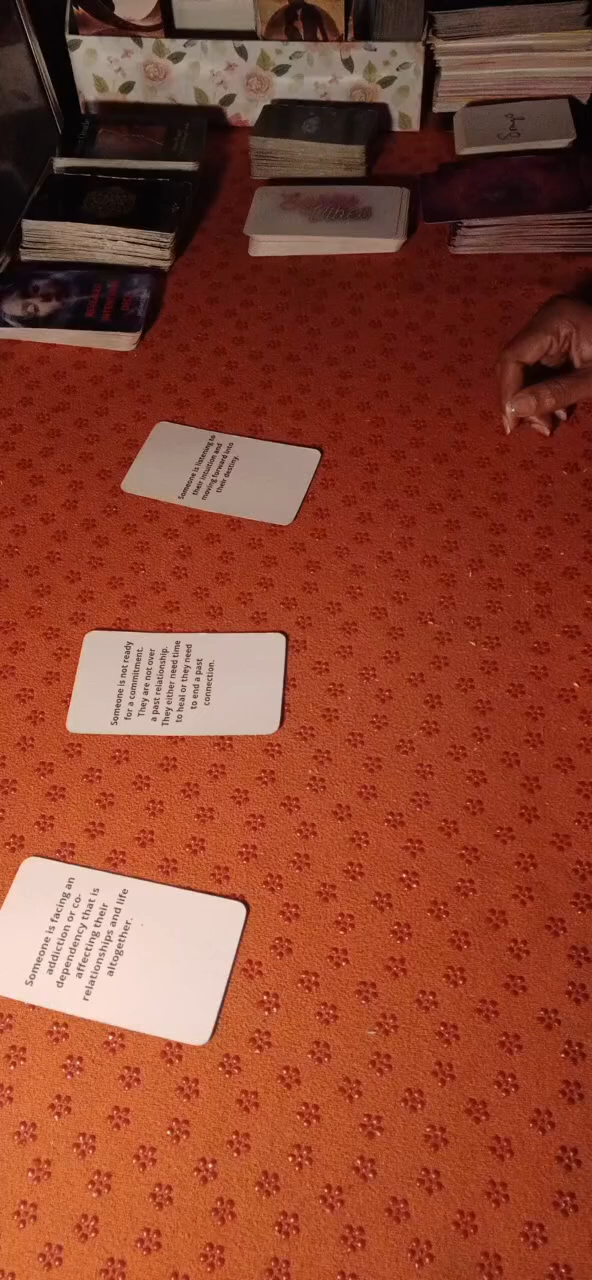 Someone is listening to
their intuition and
moving forward into
their destiny.
Someone is not ready
for a commitment.
They are not over
a past relationship.
They either need time
to heal or they need
to end a past
connection.
Someone is facing an
addiction or co-
dependency that is
affecting their
relationships and life
altogether.